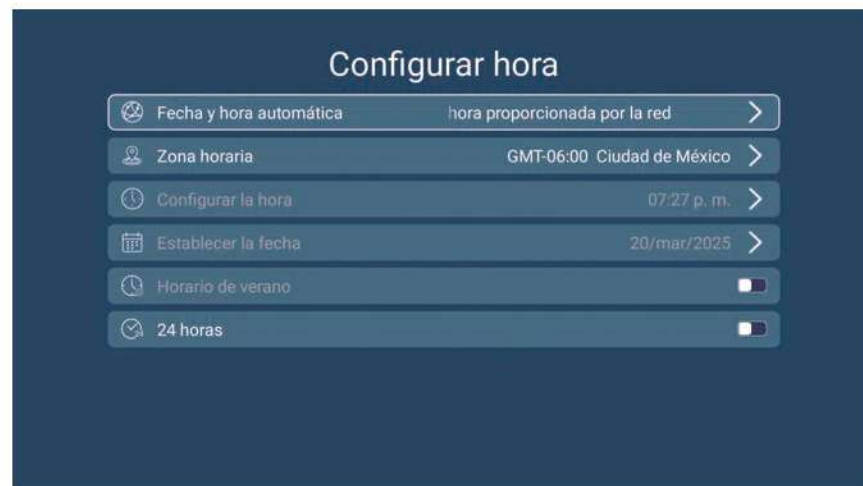 Configurar hora
Fecha y hora automática hora proporcionada por la red
Zona horaria GMT-06:00 Ciudad de México
Configurar la hora 07:27 p. m.
Establecer la fecha 20/mar/2025
Horario de verano
24 horas